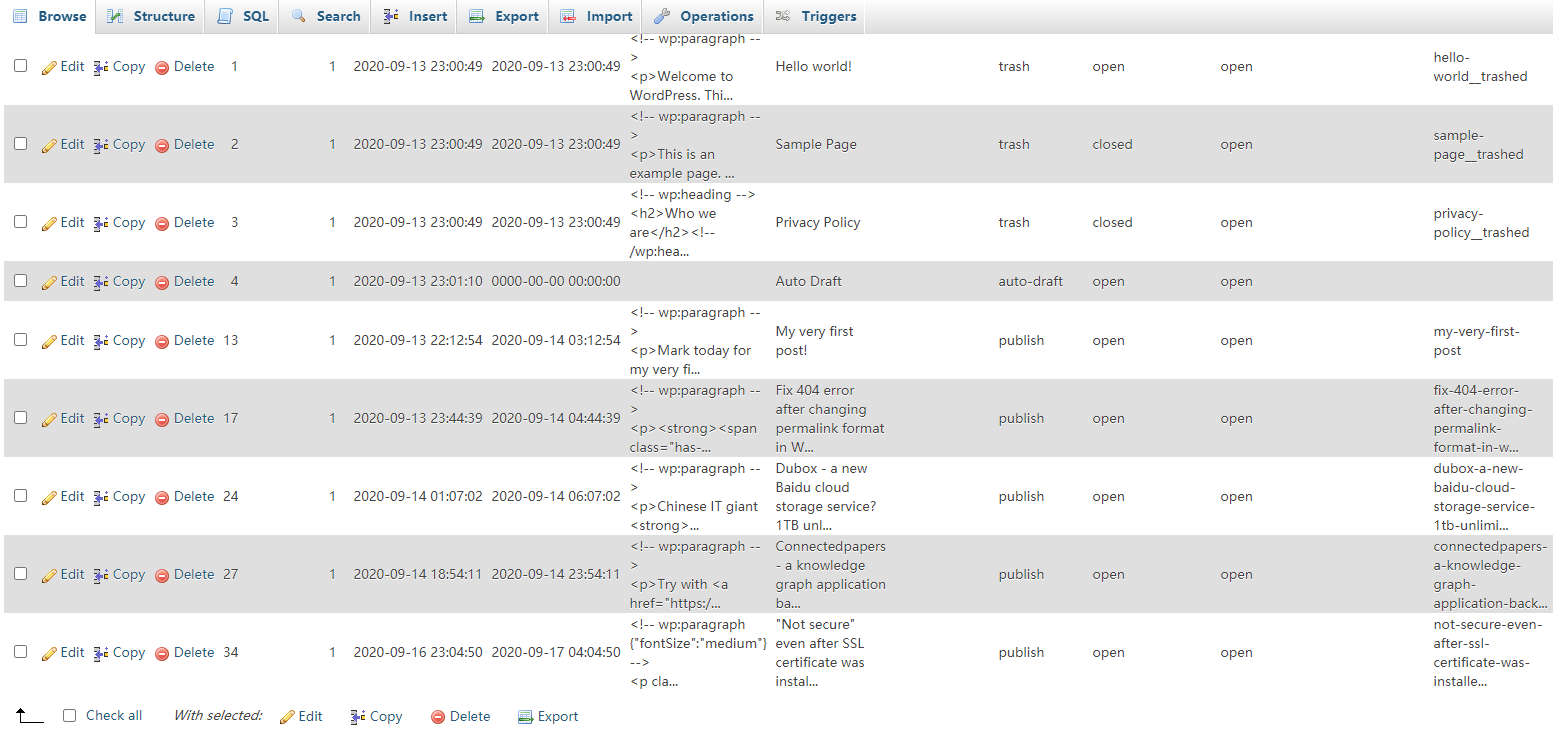 Browse Structure SQL Search Insert Export Import Operations Triggers
<!-- wp:paragraph --
>
<p>Welcome to
WordPress. Thi...
Edit Copy Delete 1 1 2020-09-13 23:00:49 2020-09-13 23:00:49 Hello world! trash open open
hello-
world__trashed
<!-- wp:paragraph --
>
<p>This is an
example page. ...
Edit Copy Delete 2 1 2020-09-13 23:00:49 2020-09-13 23:00:49 Sample Page trash closed open
sample-
page__trashed
<!-- wp:heading -->
<h2>Who we
are</h2><!--
/wp:hea...
Edit Copy Delete 3 1 2020-09-13 23:00:49 2020-09-13 23:00:49 Privacy Policy trash closed open
privacy-
policy__trashed
Edit Copy Delete 4 1 2020-09-13 23:01:10 0000-00-00 00:00:00 Auto Draft auto-draft open open
Edit Copy Delete 13 1 2020-09-13 22:12:54 2020-09-14 03:12:54
<!-- wp:paragraph --
>
<p>Mark today for
my very fi...
My very first
post!
publish open open
my-very-first-
post
Edit Copy Delete 17 1 2020-09-13 23:44:39 2020-09-14 04:44:39
<!-- wp:paragraph --
>
<p><strong><span
class="has-...
Fix 404 error
after changing
permalink format
in W...
publish open open
fix-404-error-
after-changing-
permalink-
format-in-w...
Edit Copy Delete 24 1 2020-09-14 01:07:02 2020-09-14 06:07:02
<!-- wp:paragraph --
>
<p>Chinese IT giant
<strong>...
Dubox - a new
Baidu cloud
storage service?
1TB unl...
publish open open
dubox-a-new-
baidu-cloud-
storage-service-
1tb-unlimi...
Edit Copy Delete 27 1 2020-09-14 18:54:11 2020-09-14 23:54:11
<!-- wp:paragraph --
>
<p>Try with <a
href="https:/...
Connectedpapers
- a knowledge
graph application
ba...
publish open open
connectedpapers-
a-knowledge-
graph-
application-back...
Edit Copy Delete 34 1 2020-09-16 23:04:50 2020-09-17 04:04:50
<!-- wp:paragraph
{"fontSize":"medium"}
-->
<p cla...
"Not secure"
even after SSL
certificate was
instal...
publish open open
not-secure-even-
after-ssl-
certificate-was-
installe...
Check all With selected: Edit Copy Delete Export